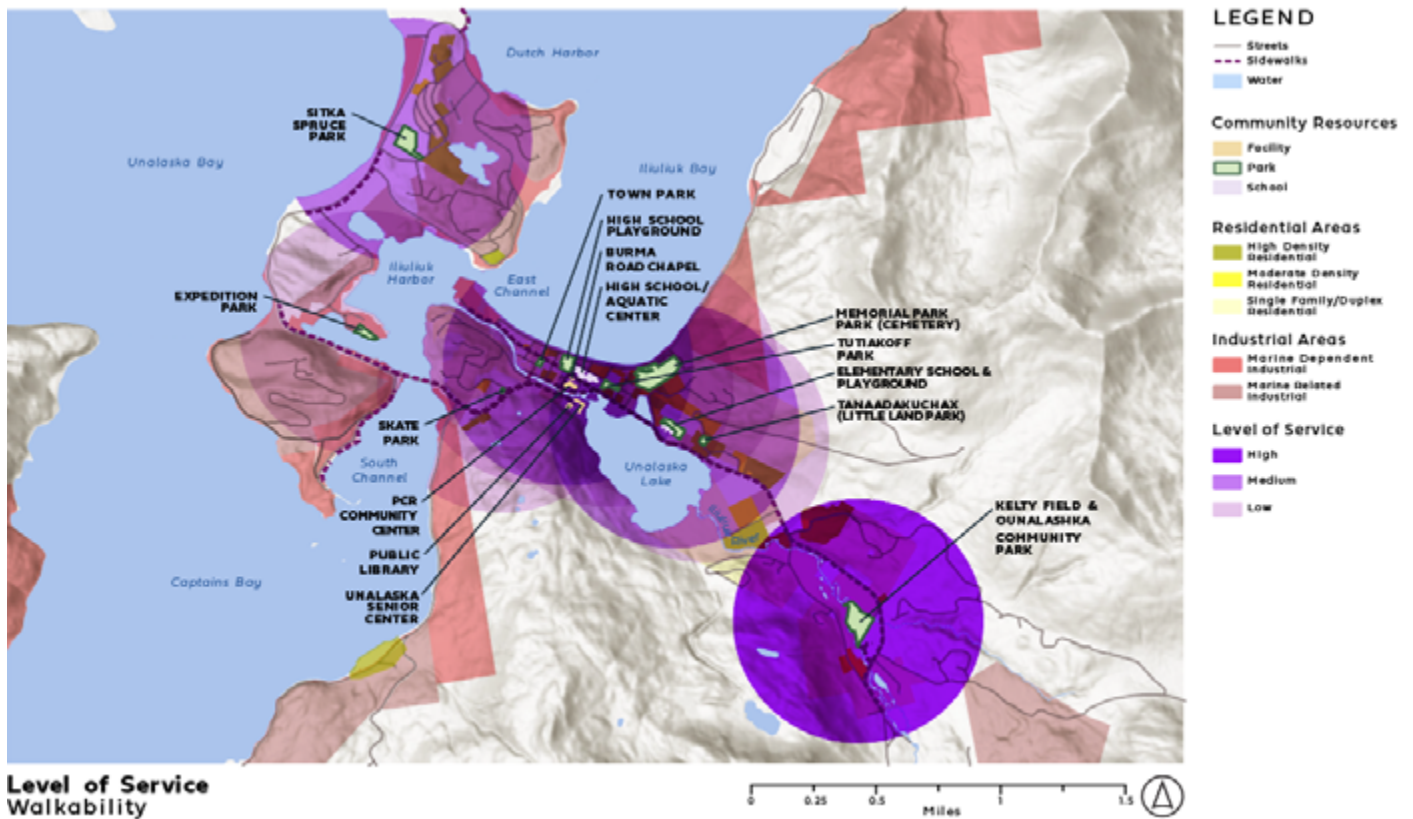 Dutch Harbor
SITKA
SPRUCE
PARK
Unalaska Bay
Iliuliuk Bay
TOWN PARK
HIGH SCHOOL
PLAYGROUND
BURMA
ROAD CHAPEL
HIGH SCHOOL/
AQUATIC
CENTER
Iliuliuk
Harbor
East
Channel
EXPEDITION
PARK
MEMORIAL PARK
PARK (CEMETERY)
TUTIAKOFF
PARK
ELEMENTARY SCHOOL &
PLAYGROUND
TANAADAKUCHAX
(LITTLE LAND PARK)
SKATE
PARK
South
Channel
Unalaska
Lake
PCR
COMMUNITY
CENTER
KELTY FIELD &
OUNALASHKA
COMMUNITY
PARK
PUBLIC
LIBRARY
Captains Bay
UNALASKA
SENIOR
CENTER
Level of Service
Walkability
0 0.25 0.5 1 1.5
Miles
LEGEND
Streets
Sidewalks
Water
Community Resources
Facility
Park
School
Residential Areas
High Density
Residential
Moderate Density
Residential
Single Family/Duplex
Residential
Industrial Areas
Marine Dependent
Industrial
Marine Related
Industrial
Level of Service
High
Medium
Low